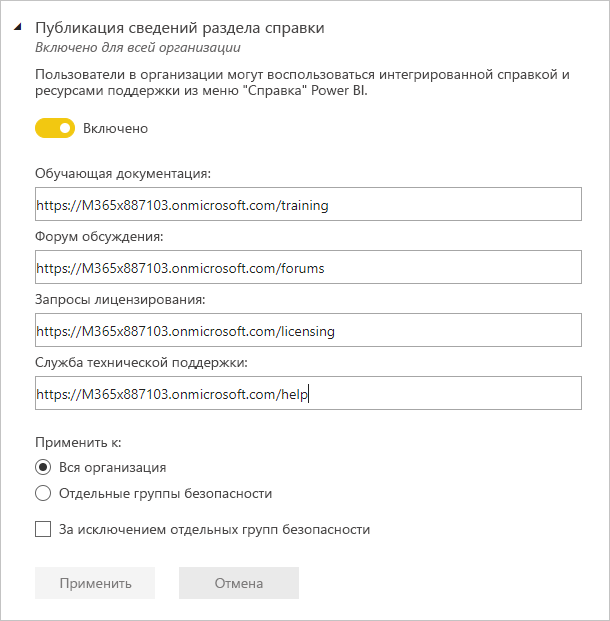 Публикация сведений раздела справки
Включено для всей организации
Пользователи в организации могут воспользоваться интегрированной справкой и
ресурсами поддержки из меню "Справка" Power BI.
Включено
Обучающая документация:
https://M365x887103.onmicrosoft.com/training
Форум обсуждения:
https://M365x887103.onmicrosoft.com/forums
Запросы лицензирования:
https://M365x887103.onmicrosoft.com/licensing
Служба технической поддержки:
https://M365x887103.onmicrosoft.com/help
Применить к:
Вся организация
Отдельные группы безопасности
За исключением отдельных групп безопасности
Применить
Отмена